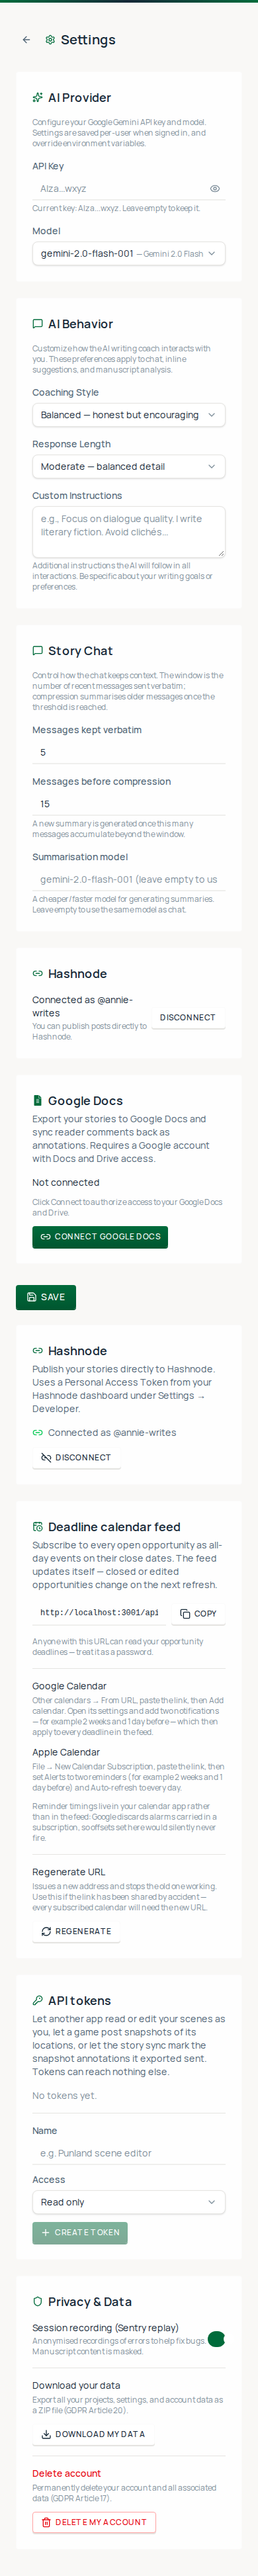 Settings
AI Provider
Configure your Google Gemini API key and model.
Settings are saved per-user when signed in, and
override environment variables.
API Key
AIza...wxyz
Current key: AIza...wxyz. Leave empty to keep it.
Model
gemini-2.0-flash-001 — Gemini 2.0 Flash
AI Behavior
Customize how the AI writing coach interacts with
you. These preferences apply to chat, inline
suggestions, and manuscript analysis.
Coaching Style
Balanced — honest but encouraging
Response Length
Moderate — balanced detail
Custom Instructions
e.g., Focus on dialogue quality. I write
literary fiction. Avoid clichés...
Additional instructions the AI will follow in all
interactions. Be specific about your writing goals or
preferences.
Story Chat
Control how the chat keeps context. The window is the
number of recent messages sent verbatim;
compression summarises older messages once the
threshold is reached.
Messages kept verbatim
5
Messages before compression
15
A new summary is generated once this many
messages accumulate beyond the window.
Summarisation model
gemini-2.0-flash-001 (leave empty to us
A cheaper/faster model for generating summaries.
Leave empty to use the same model as chat.
Hashnode
Connected as @annie-
writes
You can publish posts directly to
Hashnode.
DISCONNECT
Google Docs
Export your stories to Google Docs and
sync reader comments back as
annotations. Requires a Google account
with Docs and Drive access.
Not connected
Click Connect to authorize access to your Google Docs
and Drive.
CONNECT GOOGLE DOCS
SAVE
Hashnode
Publish your stories directly to Hashnode.
Uses a Personal Access Token from your
Hashnode dashboard under Settings →
Developer.
Connected as @annie-writes
DISCONNECT
Deadline calendar feed
Subscribe to every open opportunity as all-
day events on their close dates. The feed
updates itself — closed or edited
opportunities change on the next refresh.
http://localhost:3001/api
COPY
Anyone with this URL can read your opportunity
deadlines — treat it as a password.
Google Calendar
Other calendars → From URL, paste the link, then Add
calendar. Open its settings and add two notifications
— for example 2 weeks and 1 day before — which then
apply to every deadline in the feed.
Apple Calendar
File → New Calendar Subscription, paste the link, then
set Alerts to two reminders (for example 2 weeks and 1
day before) and Auto-refresh to every day.
Reminder timings live in your calendar app rather
than in the feed: Google discards alarms carried in a
subscription, so offsets set here would silently never
fire.
Regenerate URL
Issues a new address and stops the old one working.
Use this if the link has been shared by accident —
every subscribed calendar will need the new URL.
REGENERATE
API tokens
Let another app read or edit your scenes as
you, let a game post snapshots of its
locations, or let the story sync mark the
snapshot annotations it exported sent.
Tokens can reach nothing else.
No tokens yet.
Name
e.g. Punland scene editor
Access
Read only
CREATE TOKEN
Privacy & Data
Session recording (Sentry replay)
Anonymised recordings of errors to help fix bugs.
Manuscript content is masked.
Download your data
Export all your projects, settings, and account data as
a ZIP file (GDPR Article 20).
DOWNLOAD MY DATA
Delete account
Permanently delete your account and all associated
data (GDPR Article 17).
DELETE MY ACCOUNT